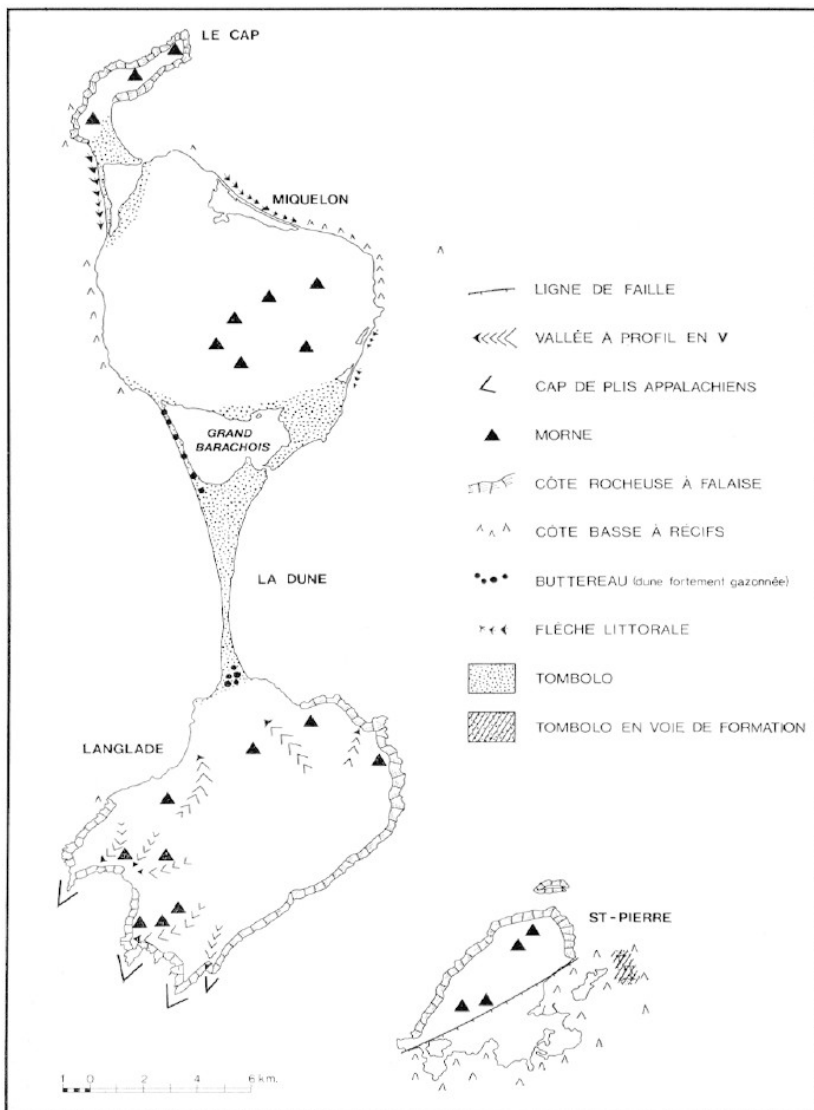 LE CAP
MIQUELON
GRAND
BARACHOIS
LA DUNE
LANGLADE
ST-PIERRE
LIGNE DE FAILLE
VALLÉE À PROFIL EN V
CAP DE PLIS APPALACHIENS
MORNE
CÔTE ROCHEUSE À FALAISE
CÔTE BASSE À RÉCIFS
BUTTEREAU (dune fortement gazonnée)
FLÈCHE LITTORALE
TOMBOLO
TOMBOLO EN VOIE DE FORMATION
1 0 2 4 6 km.